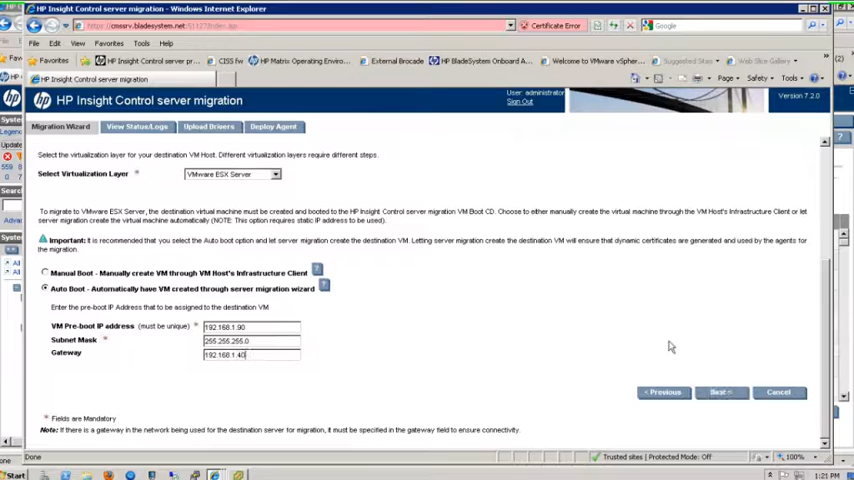 HP Insight Control server migration - Windows Internet Explorer
https://cmssrv.bladesystem.net:51127/index.asp
Certificate Error
Google
File Edit View Favorites Tools Help
Favorites
HP Insight Control server pr...
CISS fw
HP Matrix Operating Enviro...
External Brocade
HP BladeSystem Onboard A...
Welcome to VMware vSpher...
Suggested Sites
Web Slice Gallery
HP Insight Control server migration
Page Safety Tools
HP Insight Control server migration
User: administrator
Sign Out
Version 7.2.0
Migration Wizard View Status/Logs Upload Drivers Deploy Agent
Select the virtualization layer for your destination VM Host. Different virtualization layers require different steps.
Select Virtualization Layer * VMware ESX Server
To migrate to VMware ESX Server, the destination virtual machine must be created and booted to the HP Insight Control server migration VM Boot CD. Choose to either manually create the virtual machine through the VM Host's Infrastructure Client or let
server migration create the virtual machine automatically (NOTE: This option requires static IP address to be used).
Important: It is recommended that you select the Auto boot option and let server migration create the destination VM. Letting server migration create the destination VM will ensure that dynamic certificates are generated and used by the agents for
the migration.
Manual Boot - Manually create VM through VM Host's Infrastructure Client ?
Auto Boot - Automatically have VM created through server migration wizard ?
Enter the pre-boot IP Address that to be assigned to the destination VM
VM Pre-boot IP address (must be unique) * 192.168.1.90
Subnet Mask * 255.255.255.0
Gateway 192.168.1.40
< Previous Next > Cancel
* Fields are Mandatory
Note: If there is a gateway in the network being used for the destination server for migration, it must be specified in the gateway field to ensure connectivity.
Done
Trusted sites | Protected Mode: Off
100%
Start
1:21 PM